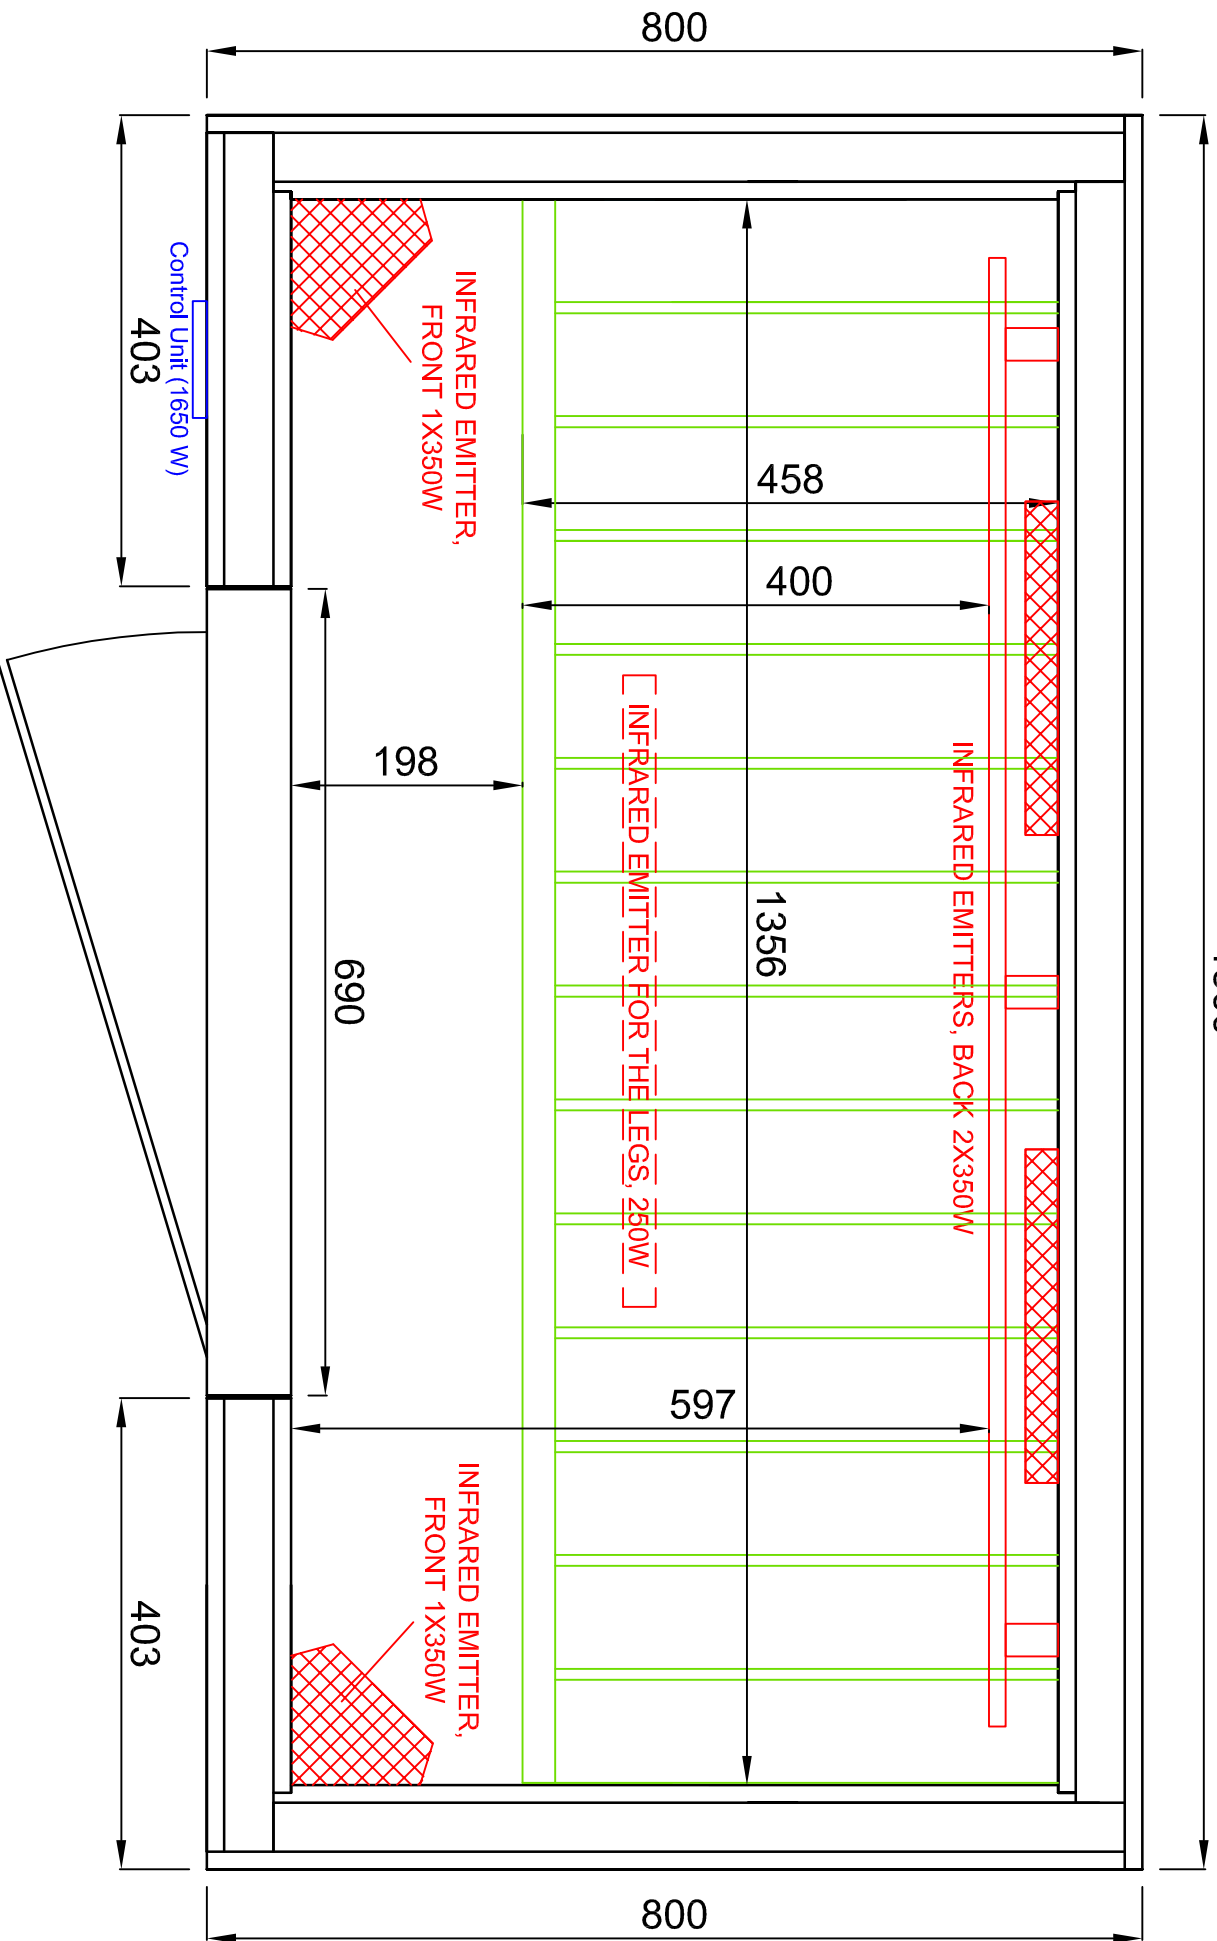 800
403
Control Unit (1650 W)
INFRARED EMITTER,
FRONT 1X350W
458
400
198
INFRARED EMITTER FOR THE LEGS, 250W
1356
INFRARED EMITTERS, BACK 2X350W
690
597
INFRARED EMITTER,
FRONT 1X350W
403
800